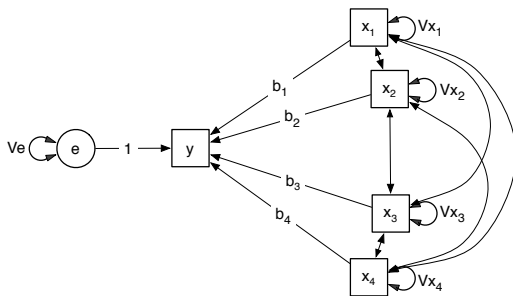 x₁
Vx₁
b₁
x₂
Vx₂
b₂
Ve
e
1
y
b₃
x₃
Vx₃
b₄
x₄
Vx₄